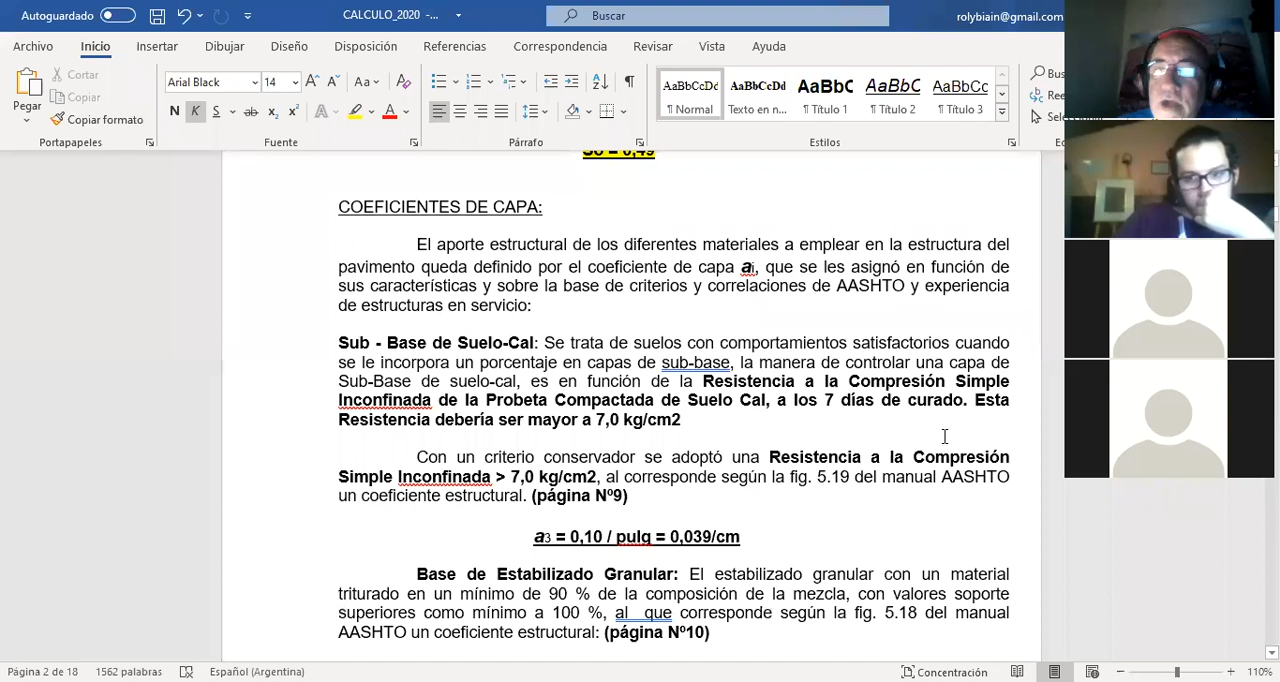 Autoguardado
CALCULO_2020 -...
Buscar
rolybiain@gmail.com
Archivo Inicio Insertar Dibujar Diseño Disposición Referencias Correspondencia Revisar Vista Ayuda
Pegar
Cortar
Copiar
Copiar formato
Portapapeles
Arial Black 14
N K S ab x₂ x²
Fuente
Párrafo
AaBbCcDd AaBbCcDd AaBbC AaBbC AaBbCc
¶ Normal Texto en n... ¶ Título 1 ¶ Título 2 ¶ Título 3
Estilos
So = 0,49
COEFICIENTES DE CAPA:
El aporte estructural de los diferentes materiales a emplear en la estructura del
pavimento queda definido por el coeficiente de capa ai, que se les asignó en función de
sus características y sobre la base de criterios y correlaciones de AASHTO y experiencia
de estructuras en servicio:
Sub - Base de Suelo-Cal: Se trata de suelos con comportamientos satisfactorios cuando
se le incorpora un porcentaje en capas de sub-base, la manera de controlar una capa de
Sub-Base de suelo-cal, es en función de la Resistencia a la Compresión Simple
Inconfinada de la Probeta Compactada de Suelo Cal, a los 7 días de curado. Esta
Resistencia debería ser mayor a 7,0 kg/cm2
Con un criterio conservador se adoptó una Resistencia a la Compresión
Simple Inconfinada > 7,0 kg/cm2, al corresponde según la fig. 5.19 del manual AASHTO
un coeficiente estructural. (página Nº9)
a3 = 0,10 / pulg = 0,039/cm
Base de Estabilizado Granular: El estabilizado granular con un material
triturado en un mínimo de 90 % de la composición de la mezcla, con valores soporte
superiores como mínimo a 100 %, al que corresponde según la fig. 5.18 del manual
AASHTO un coeficiente estructural: (página Nº10)
Página 2 de 18 1562 palabras Español (Argentina) Concentración 110%